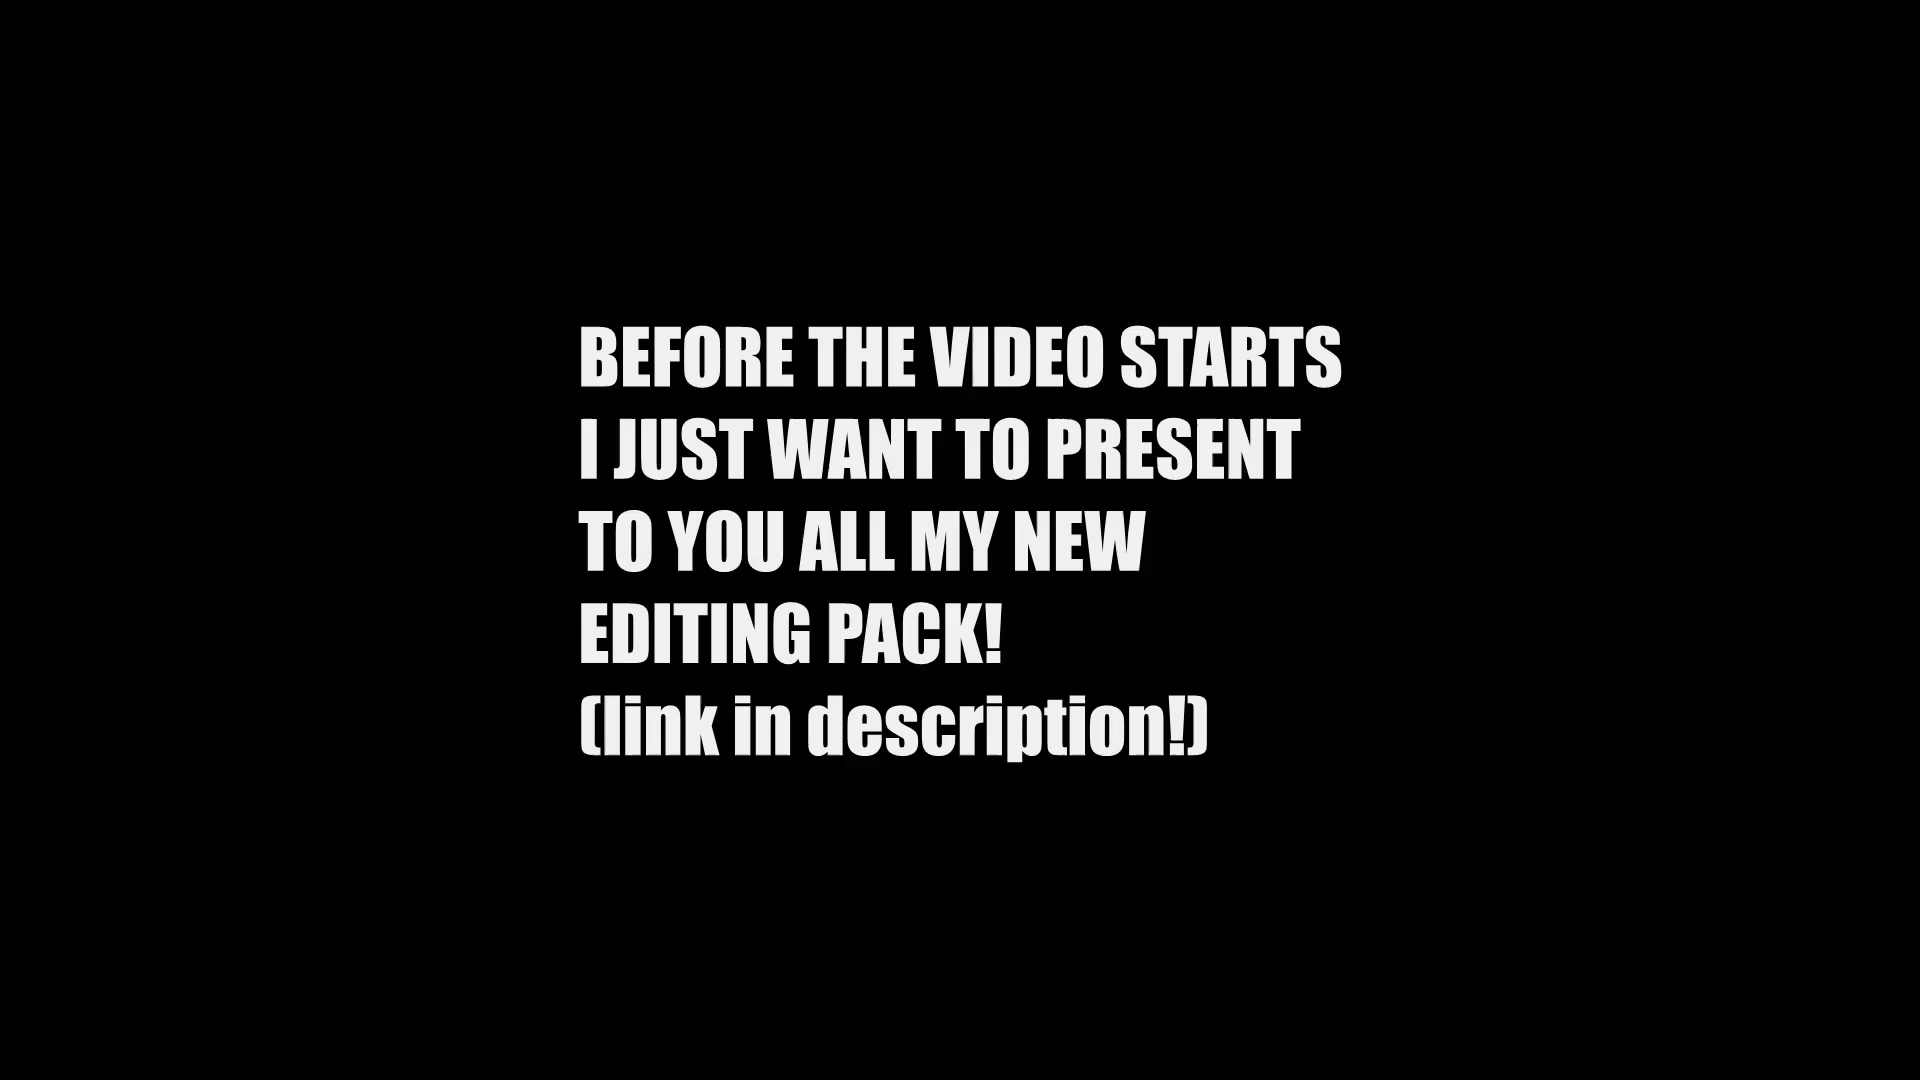 BEFORE THE VIDEO STARTS
I JUST WANT TO PRESENT
TO YOU ALL MY NEW
EDITING PACK!
(link in description!)